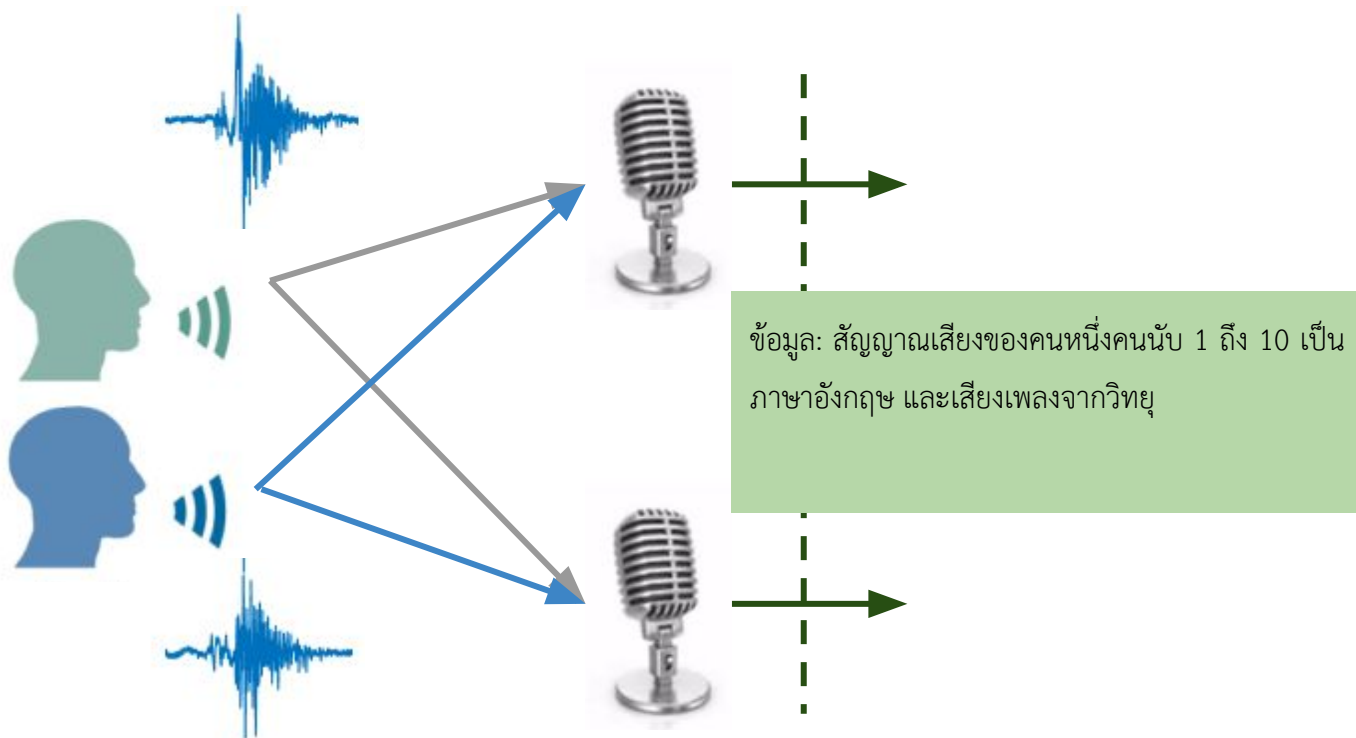 ข้อมูล: สัญญาณเสียงของคนหนึ่งคนนับ 1 ถึง 10 เป็น
ภาษาอังกฤษ และเสียงเพลงจากวิทยุ